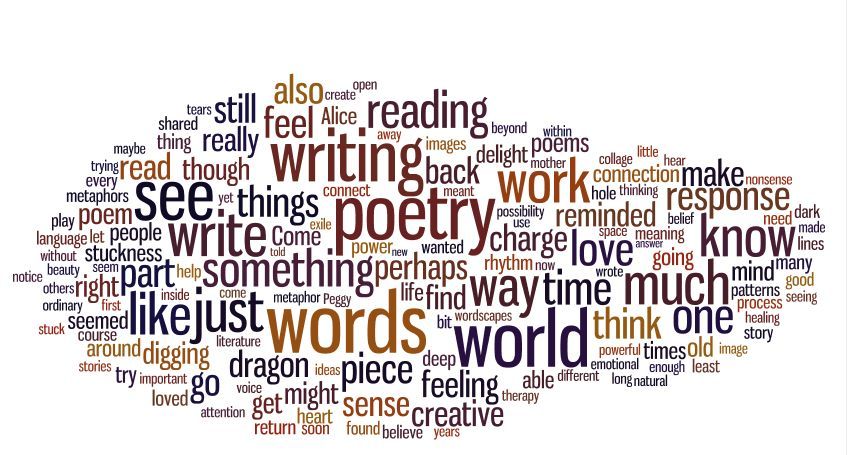 open
also create
tears still reading
shared feel Alice beyond
thing really away within
maybe writing images poems
trying read though back delight mother collage little hear
every connect meant work connection make nonsense
metaphors see yet things hole thinking response
play poem exile poetry possibility reminded belief need dark
people write Come use space meaning know made
language let power new wanted charge love answer lines
without stuckness told going
beauty seem part help something perhaps rhythm now wrote mind many
notice right inside life find way time much patterns good
others come metaphor Peggy seeing
ordinary first like just words bit wordscapes world process
stuck seemed think one healing
course literature story
around digging deep powerful times old image
stories dragon ideas piece emotional enough least
try important go feeling able different long natural
loved voice might therapy
attention get heart sense creative
return soon found believe years